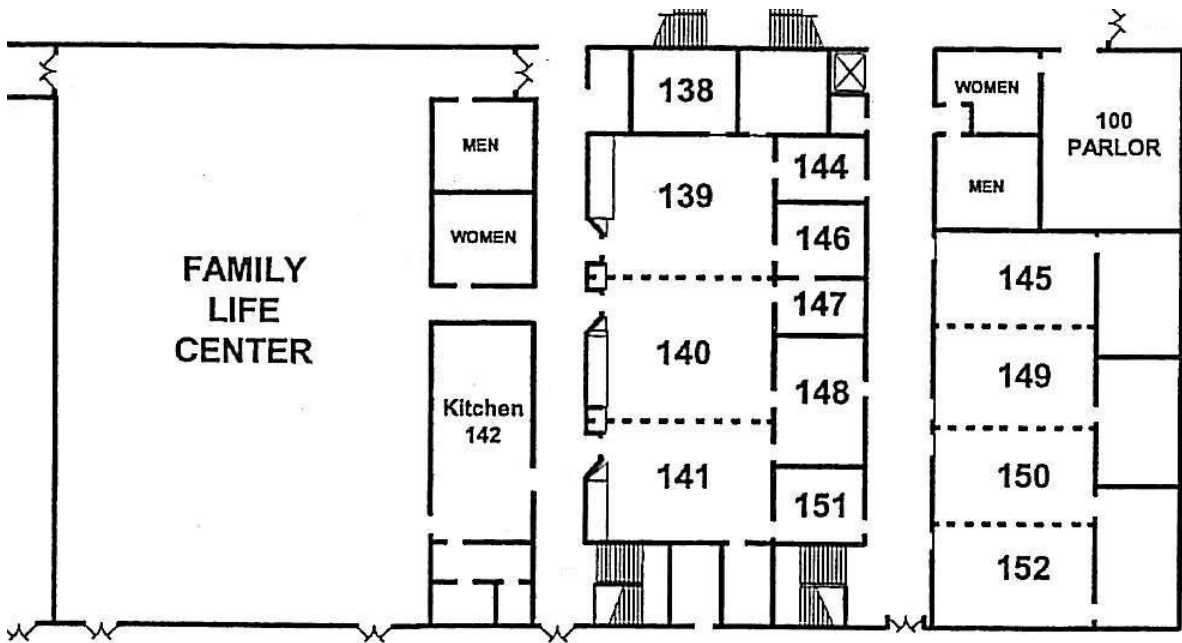 138
WOMEN
100
PARLOR
MEN
144
139
MEN
WOMEN
146
FAMILY
LIFE
CENTER
145
147
140
149
148
Kitchen
142
141
150
151
152